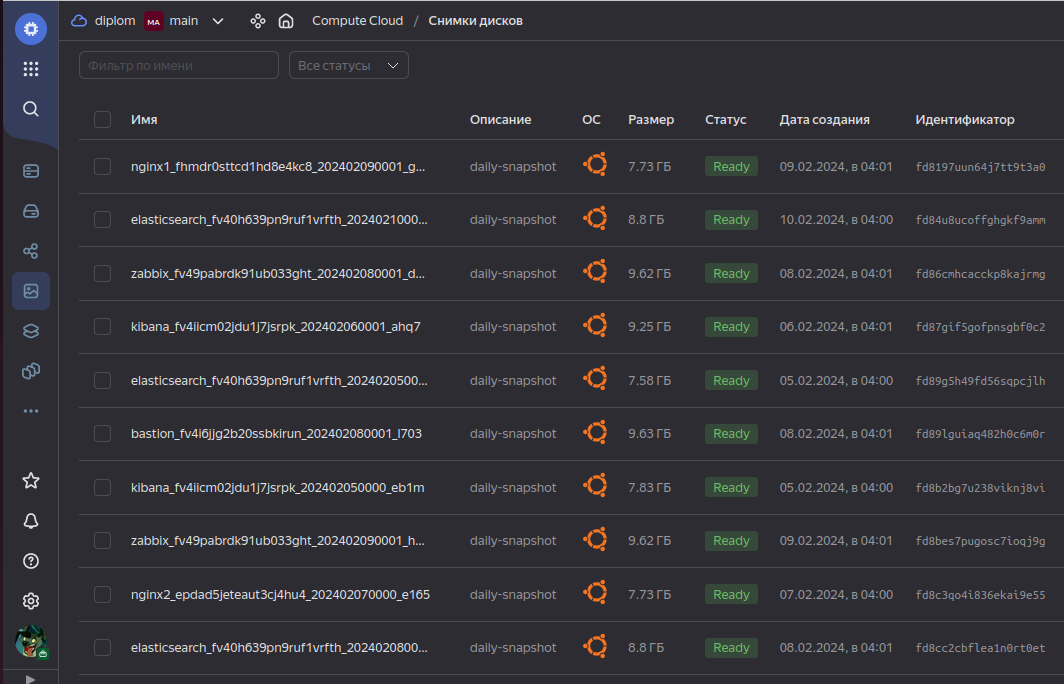 diplom MA main Compute Cloud / Снимки дисков
Фильтр по имени Все статусы
Имя Описание ОС Размер Статус Дата создания Идентификатор
nginx1_fhmdr0sttcd1hd8e4kc8_202402090001_g... daily-snapshot 7.73 ГБ Ready 09.02.2024, в 04:01 fd8197uun64j7tt9t3a0
elasticsearch_fv40h639pn9ruf1vrfth_2024021000... daily-snapshot 8.8 ГБ Ready 10.02.2024, в 04:00 fd84u8ucoffghgkf9amm
zabbix_fv49pabrdk91ub033ght_202402080001_d... daily-snapshot 9.62 ГБ Ready 08.02.2024, в 04:01 fd86cmhcacckp8kajrmg
kibana_fv4iicm02jdu1j7jsrpk_202402060001_ahq7 daily-snapshot 9.25 ГБ Ready 06.02.2024, в 04:01 fd87gif5gofpnsgbf0c2
elasticsearch_fv40h639pn9ruf1vrfth_2024020500... daily-snapshot 7.58 ГБ Ready 05.02.2024, в 04:00 fd89g5h49fd56sqpcjlh
bastion_fv4i6jjg2b20ssbkirun_202402080001_l703 daily-snapshot 9.63 ГБ Ready 08.02.2024, в 04:01 fd89lguiaq482h0c6m0r
kibana_fv4iicm02jdu1j7jsrpk_202402050000_eb1m daily-snapshot 7.83 ГБ Ready 05.02.2024, в 04:00 fd8b2bg7u238viknj8vi
zabbix_fv49pabrdk91ub033ght_202402090001_h... daily-snapshot 9.62 ГБ Ready 09.02.2024, в 04:01 fd8bes7pugosc7ioqj9g
nginx2_epdad5jeteaut3cj4hu4_202402070000_e165 daily-snapshot 7.73 ГБ Ready 07.02.2024, в 04:00 fd8c3qo4i836ekai9e55
elasticsearch_fv40h639pn9ruf1vrfth_2024020800... daily-snapshot 8.8 ГБ Ready 08.02.2024, в 04:01 fd8cc2cbflea1n0rt0et